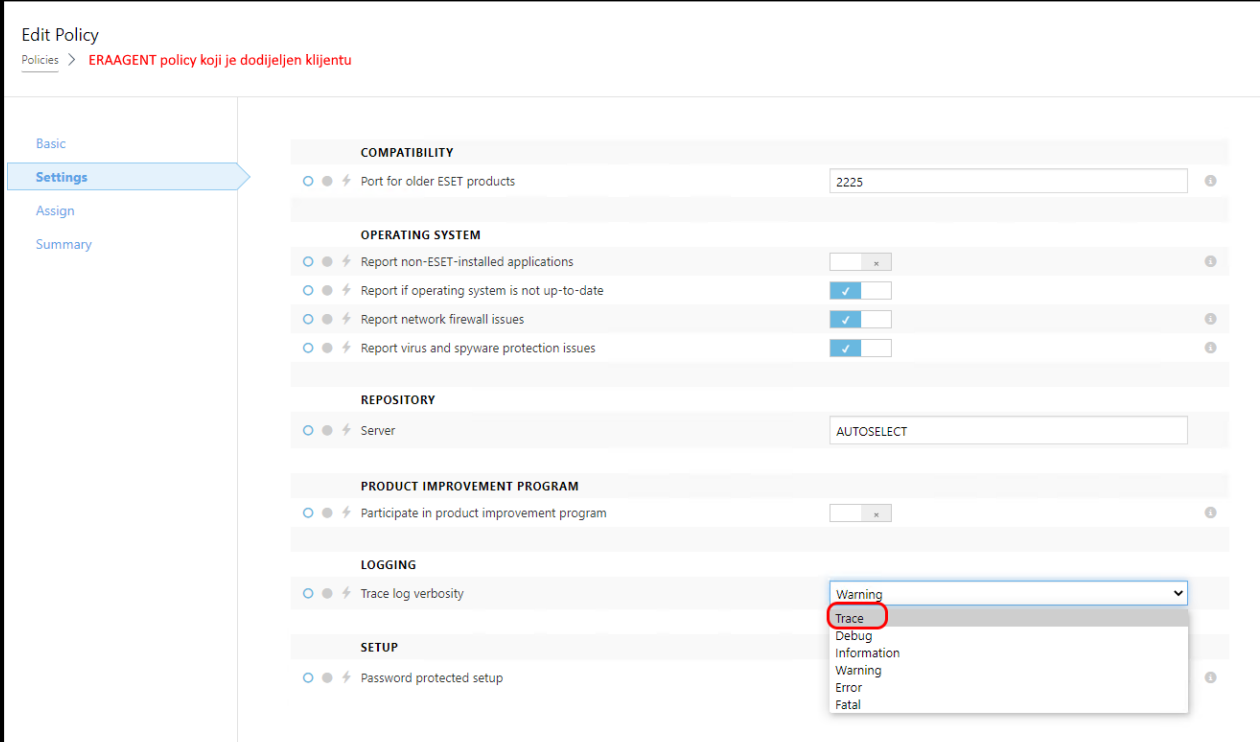 Edit Policy
Policies > ERAAGENT policy koji je dodijeljen klijentu
Basic
Settings
Assign
Summary
COMPATIBILITY
Port for older ESET products 2225
OPERATING SYSTEM
Report non-ESET-installed applications
Report if operating system is not up-to-date
Report network firewall issues
Report virus and spyware protection issues
REPOSITORY
Server AUTOSELECT
PRODUCT IMPROVEMENT PROGRAM
Participate in product improvement program
LOGGING
Trace log verbosity Warning
Trace
Debug
Information
Warning
Error
Fatal
SETUP
Password protected setup